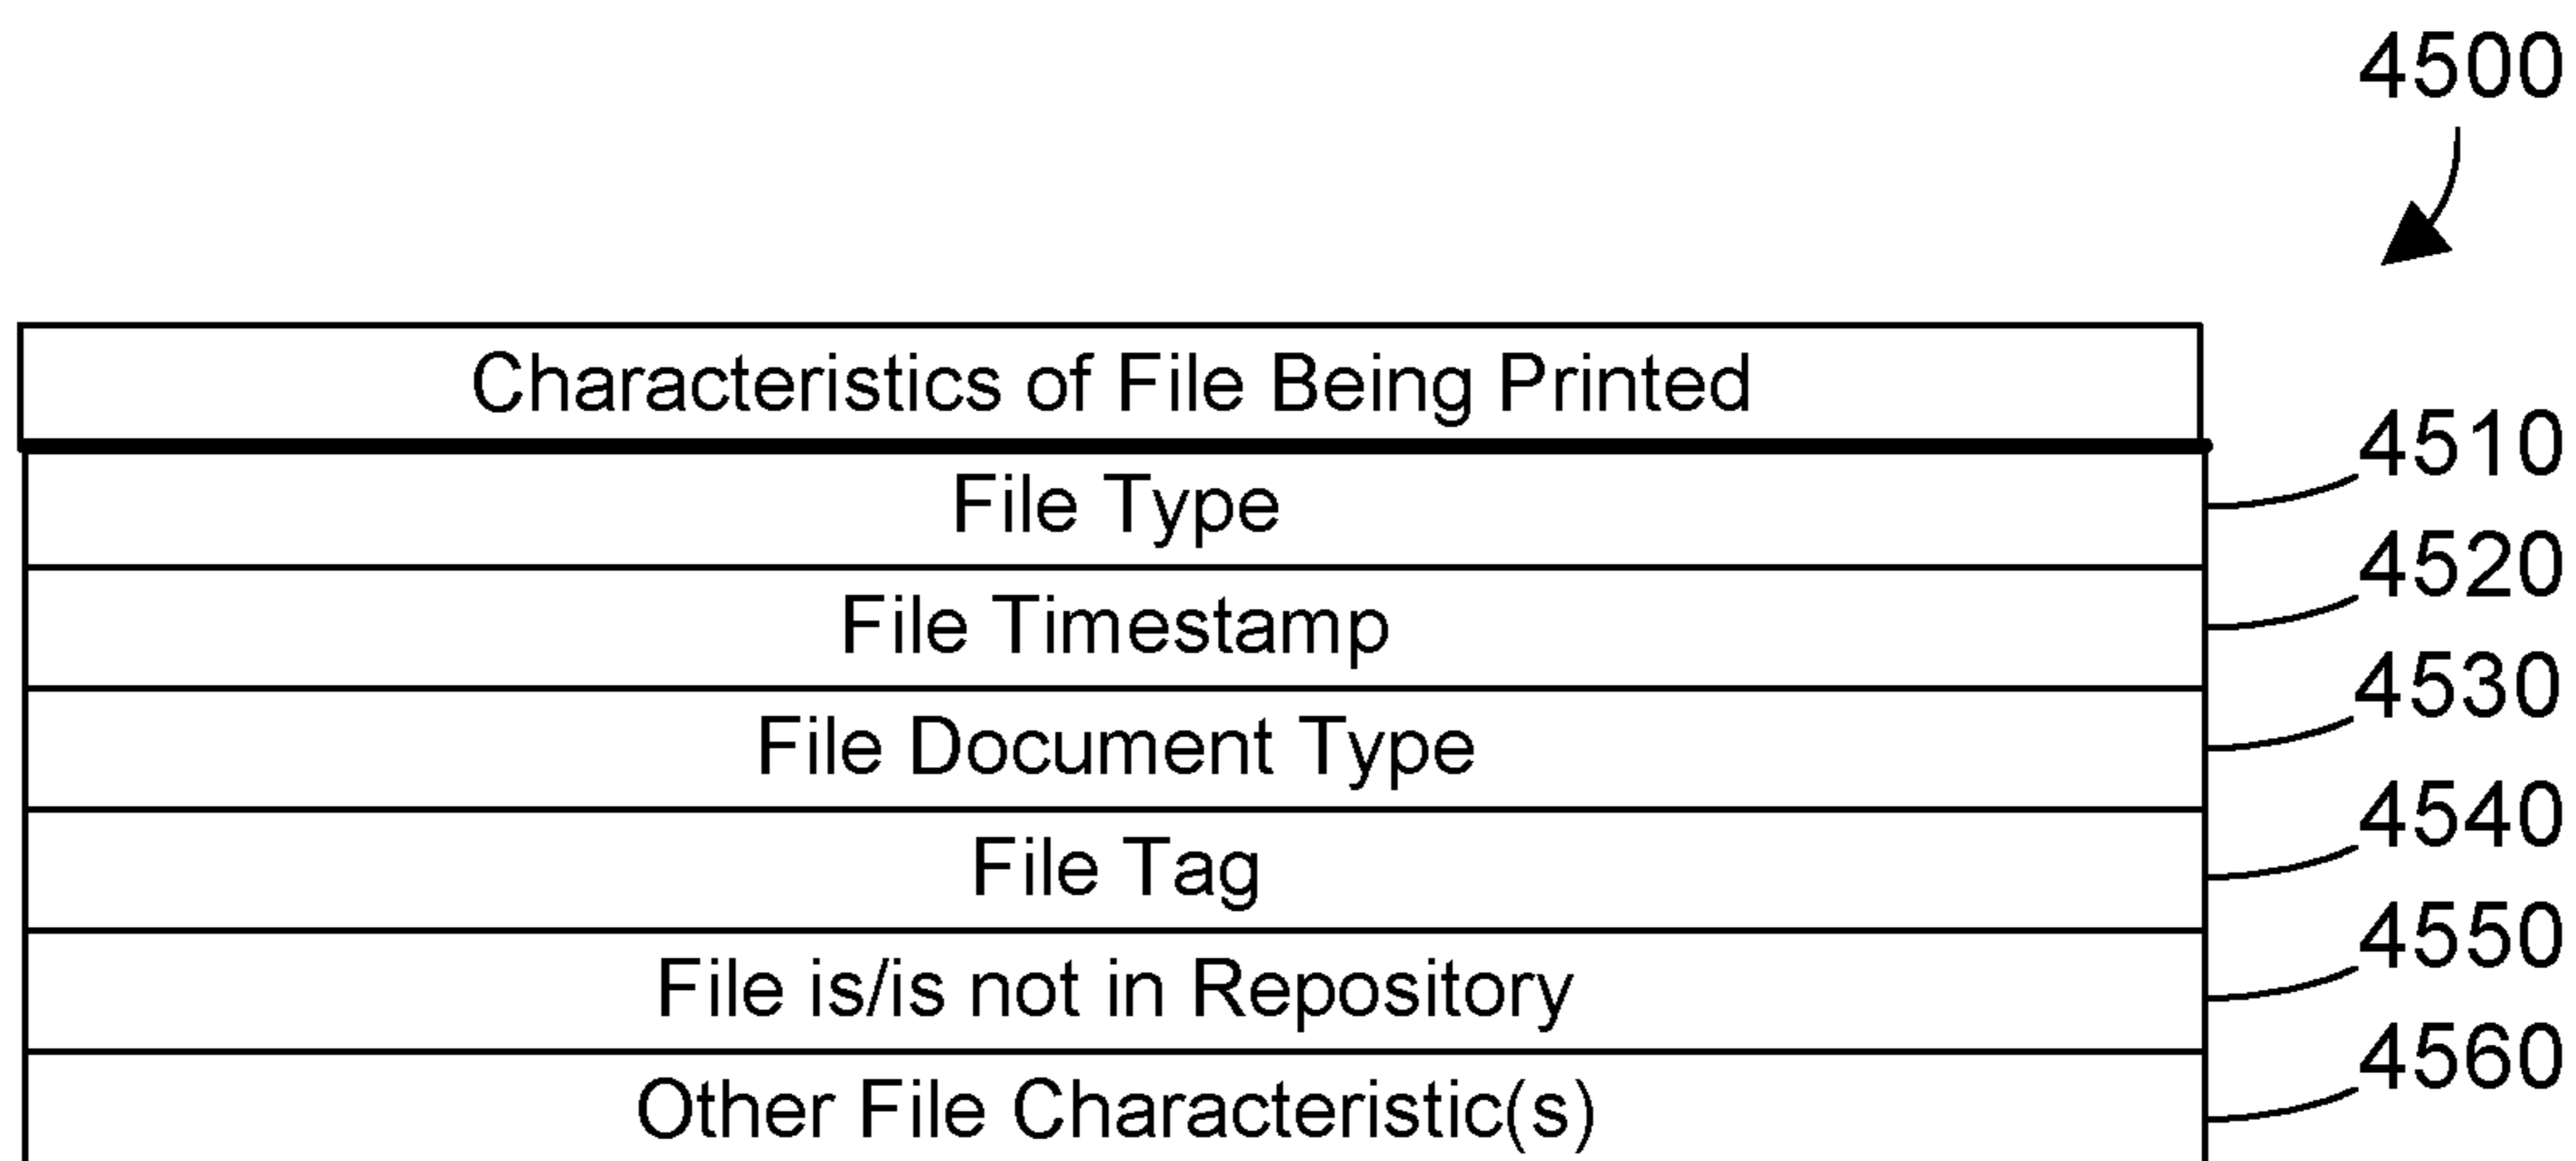 4500
Characteristics of File Being Printed
File Type 4510
File Timestamp 4520
File Document Type 4530
File Tag 4540
File is/is not in Repository 4550
Other File Characteristic(s) 4560